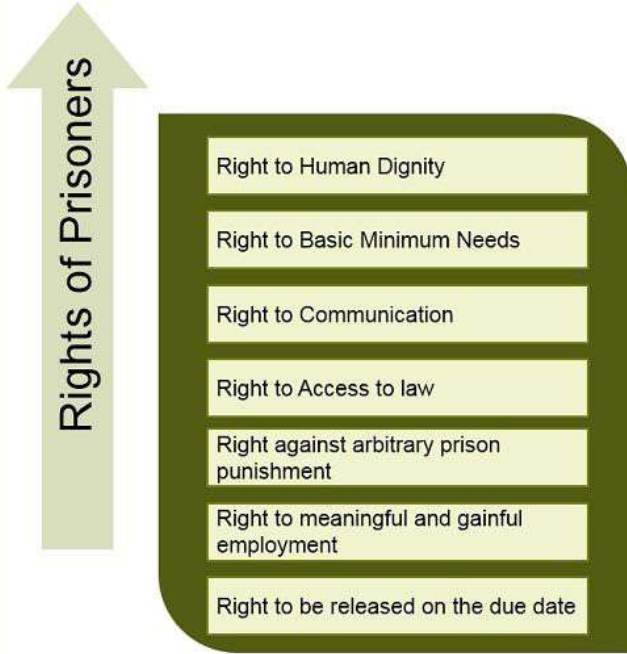 Rights of Prisoners
Right to Human Dignity
Right to Basic Minimum Needs
Right to Communication
Right to Access to law
Right against arbitrary prison
punishment
Right to meaningful and gainful
employment
Right to be released on the due date